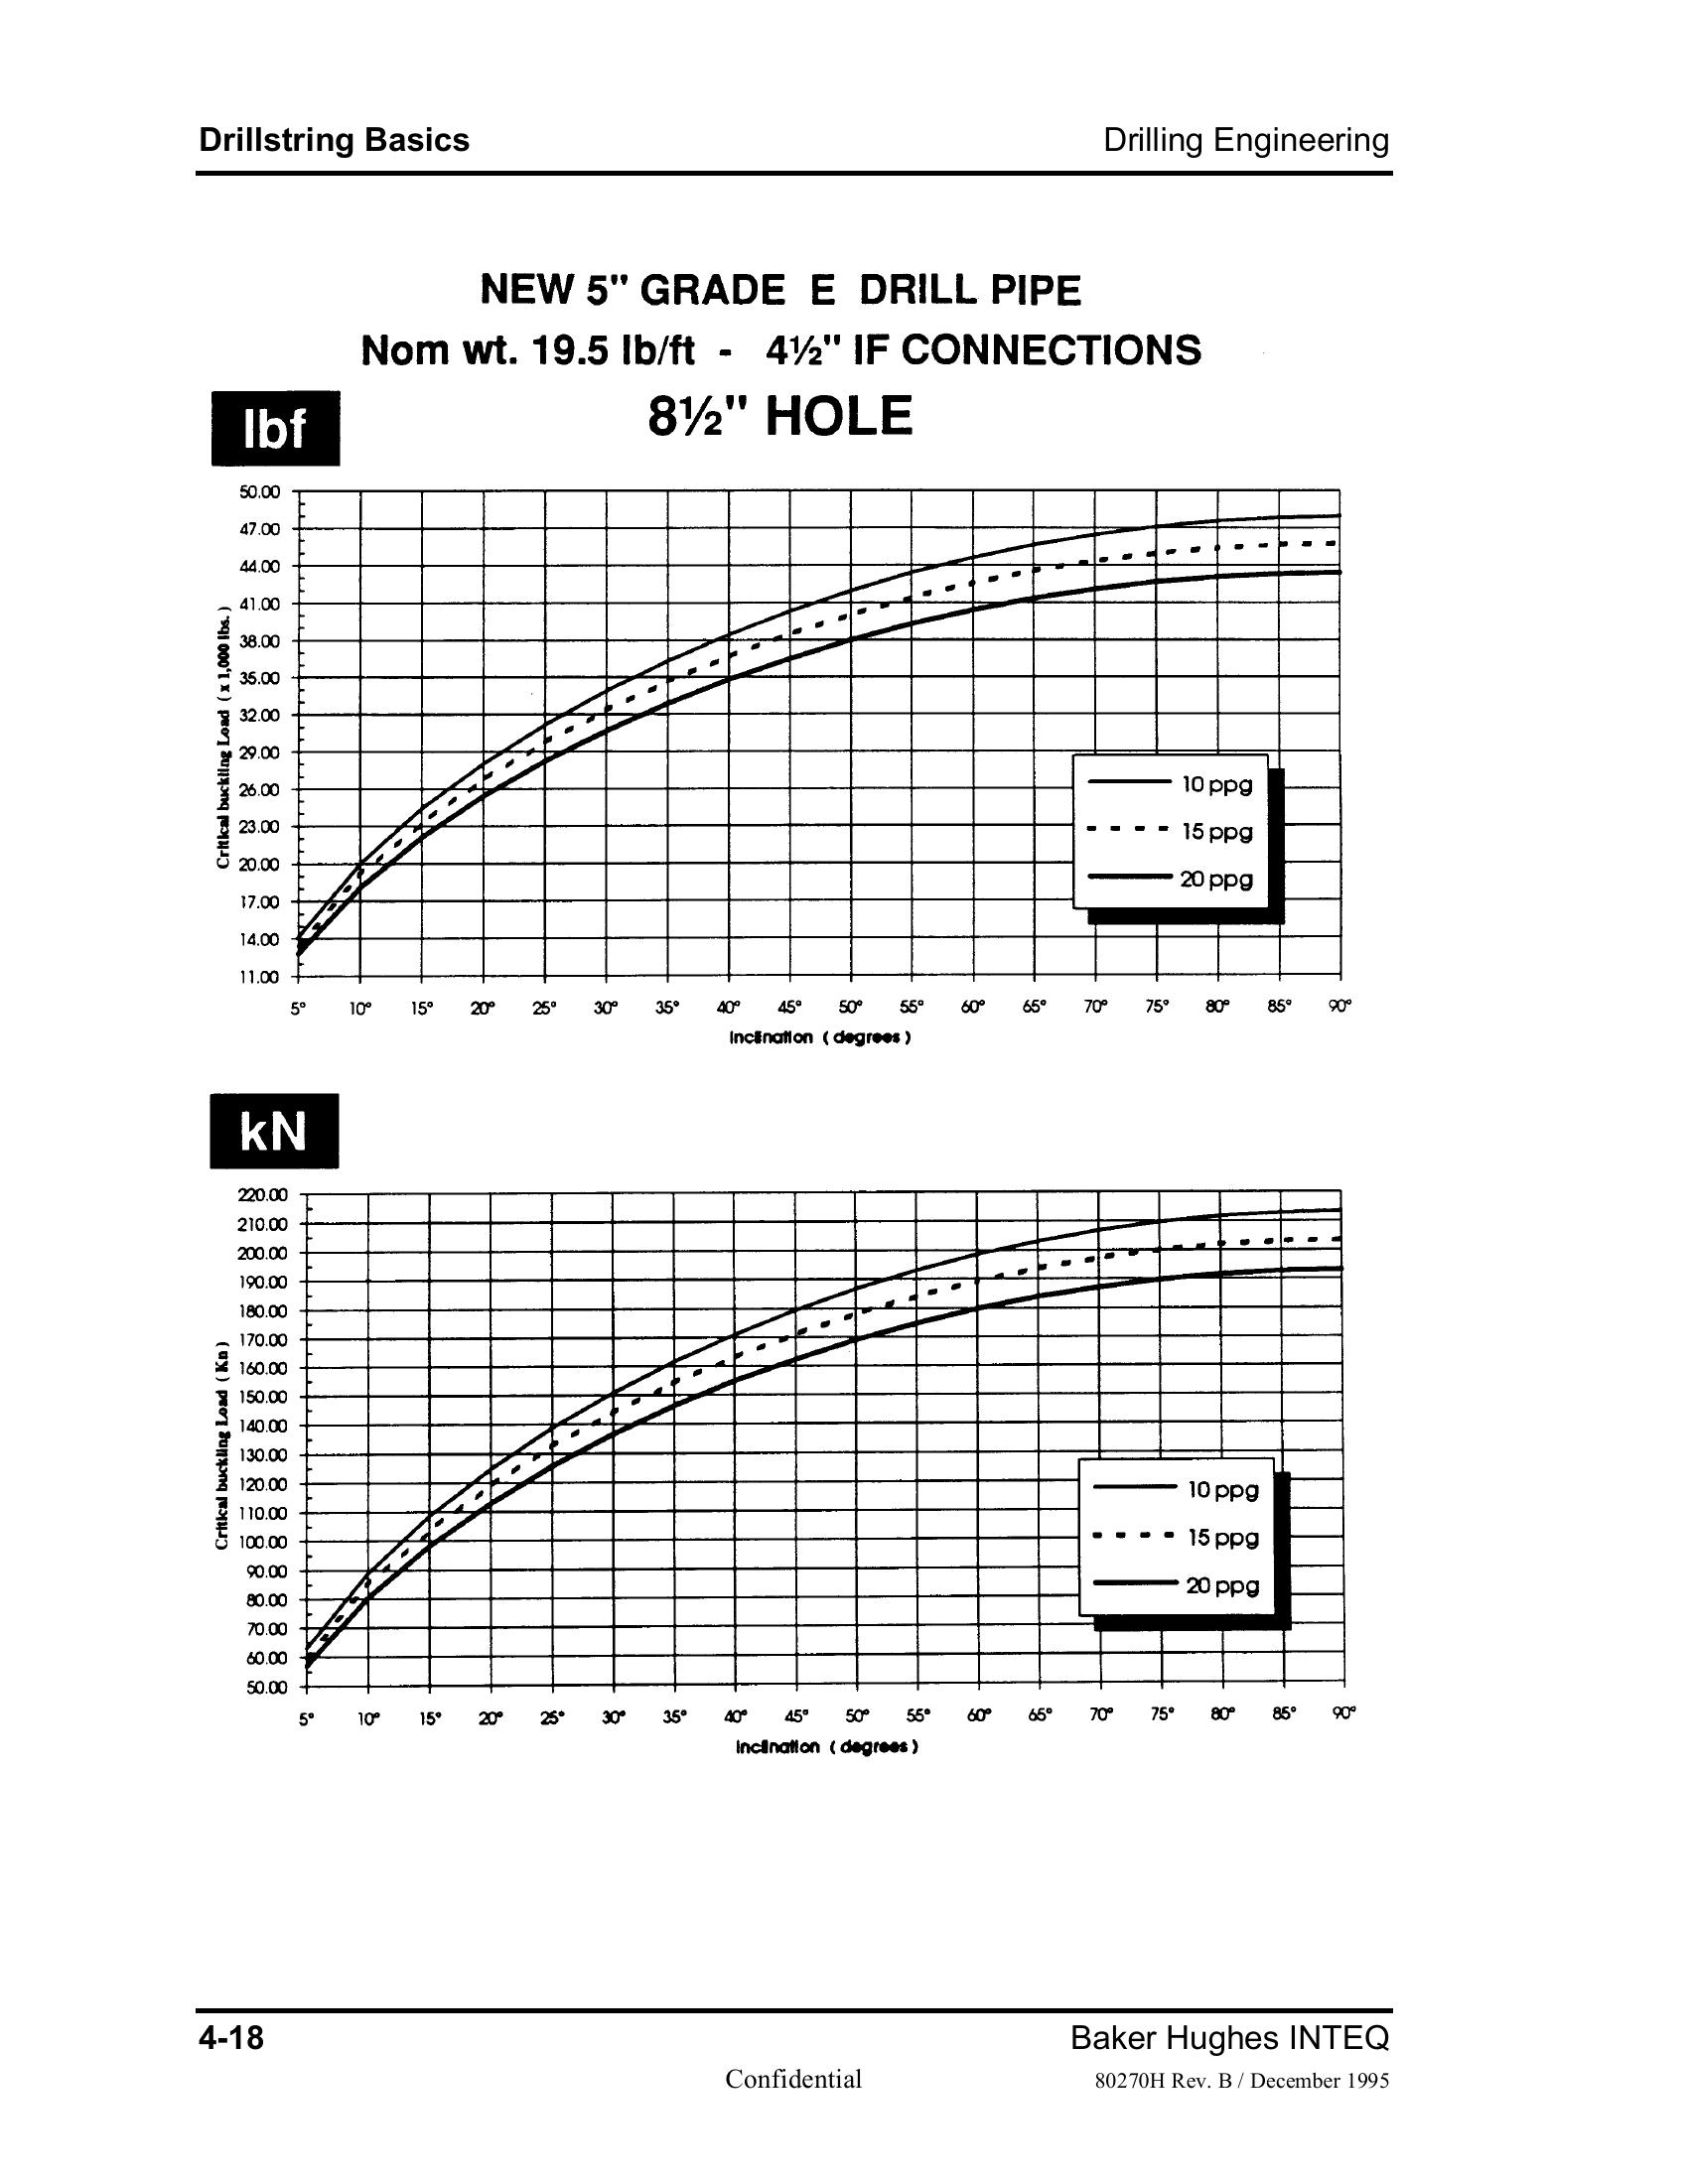 Drillstring Basics Drilling Engineering
NEW 5" GRADE E DRILL PIPE
Nom wt. 19.5 lb/ft - 4½" IF CONNECTIONS
8½" HOLE
lbf
50.00
47.00
44.00
41.00
38.00
35.00
32.00
29.00
26.00
23.00
20.00
17.00
14.00
11.00
Critical buckling Load ( x 1,000 lbs.)
10 ppg
15 ppg
20 ppg
5° 10° 15° 20° 25° 30° 35° 40° 45° 50° 55° 60° 65° 70° 75° 80° 85° 90°
Inclination ( degrees )
kN
220.00
210.00
200.00
190.00
180.00
170.00
160.00
150.00
140.00
130.00
120.00
110.00
100.00
90.00
80.00
70.00
60.00
50.00
Critical buckling Load ( Kn)
10 ppg
15 ppg
20 ppg
5° 10° 15° 20° 25° 30° 35° 40° 45° 50° 55° 60° 65° 70° 75° 80° 85° 90°
Inclination ( degrees )
4-18 Baker Hughes INTEQ
Confidential 80270H Rev. B / December 1995